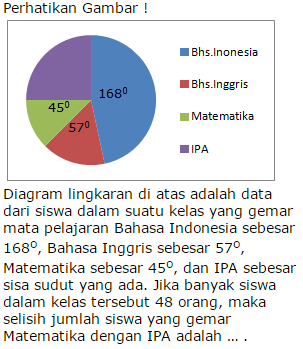 Perhatikan Gambar !
168⁰
45⁰
57⁰
Bhs.Inonesia
Bhs.Inggris
Matematika
IPA
Diagram lingkaran di atas adalah data
dari siswa dalam suatu kelas yang gemar
mata pelajaran Bahasa Indonesia sebesar
168⁰, Bahasa Inggris sebesar 57⁰,
Matematika sebesar 45⁰, dan IPA sebesar
sisa sudut yang ada. Jika banyak siswa
dalam kelas tersebut 48 orang, maka
selisih jumlah siswa yang gemar
Matematika dengan IPA adalah ... .